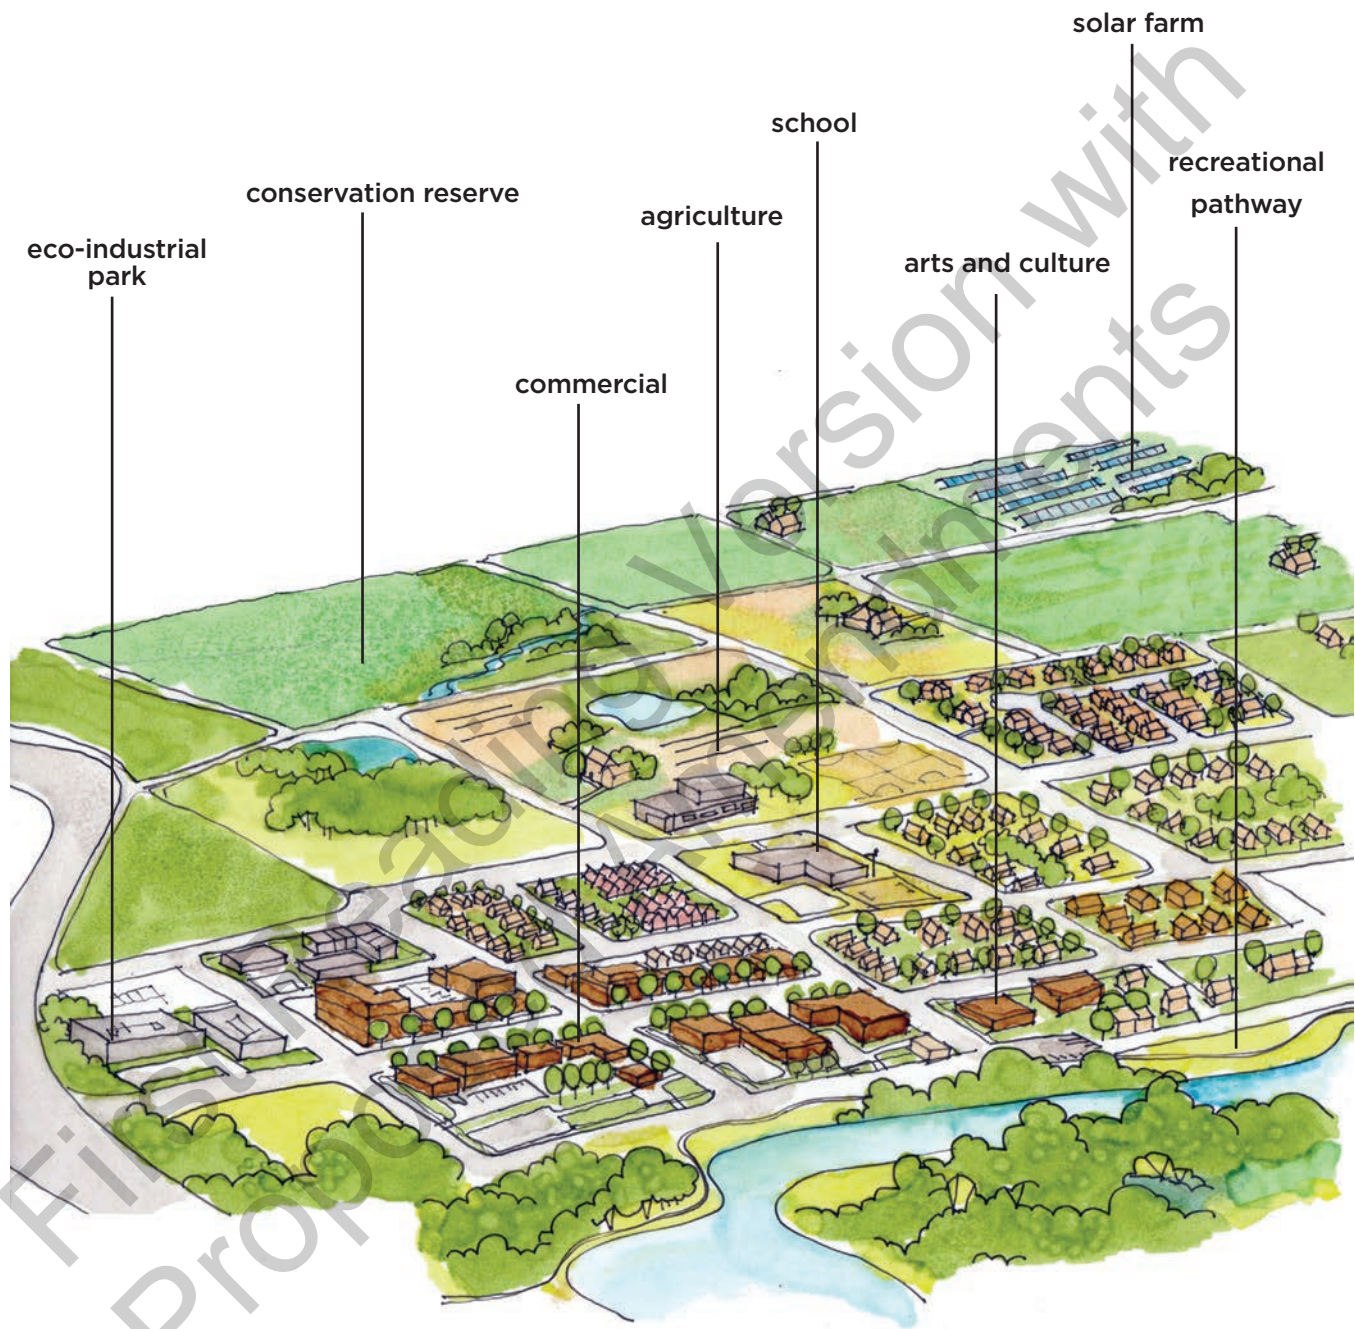 solar farm
school
recreational
pathway
conservation reserve
agriculture
eco-industrial
park
arts and culture
commercial
First Reading Version with
Proposed Amendments